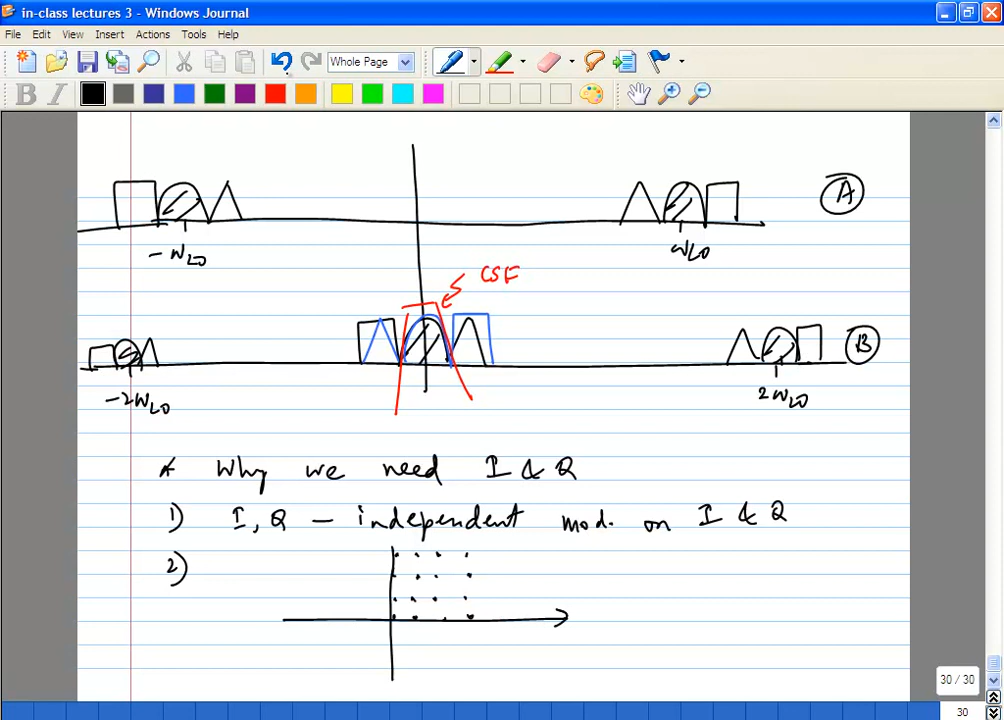 in-class lectures 3 - Windows Journal
File Edit View Insert Actions Tools Help
Whole Page
B I A
A
-WLO WLO
CSF
B
-2WLO 2WLO
* Why we need I & Q
1) I, Q - independent mod. on I & Q
2)
30 / 30
30